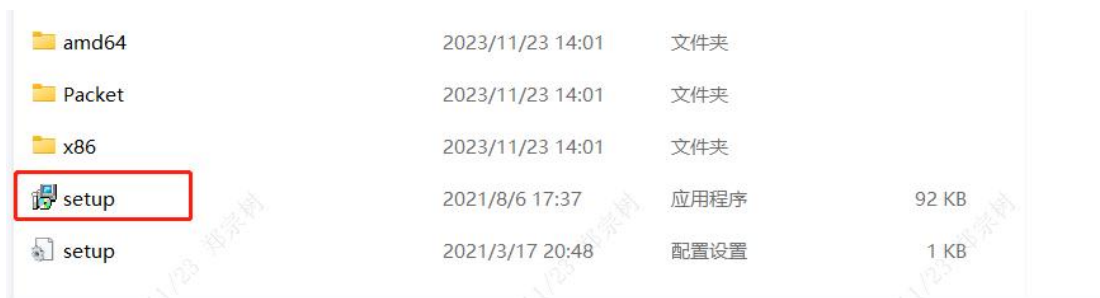 amd64 2023/11/23 14:01 文件夹
Packet 2023/11/23 14:01 文件夹
x86 2023/11/23 14:01 文件夹
setup 2021/8/6 17:37 应用程序 92 KB
setup 2021/3/17 20:48 配置设置 1 KB